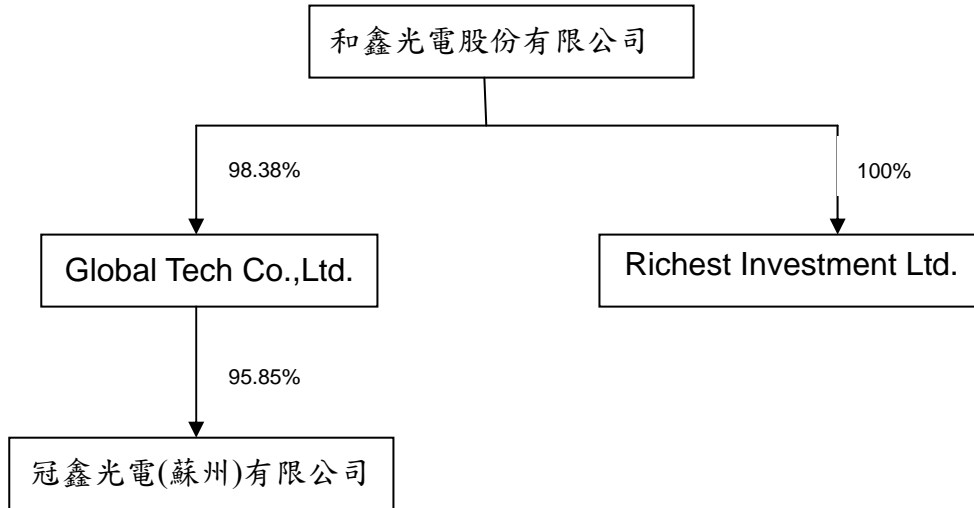 和鑫光電股份有限公司
98.38%
100%
Global Tech Co.,Ltd.
Richest Investment Ltd.
95.85%
冠鑫光電(蘇州)有限公司